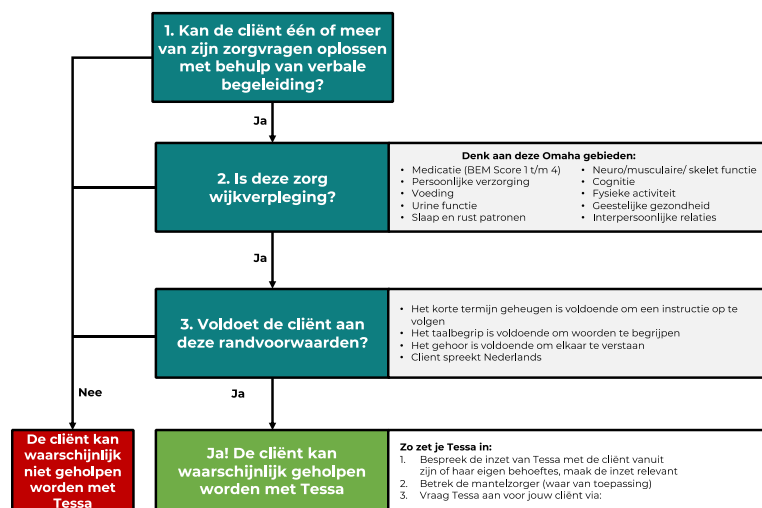 1. Kan de cliënt één of meer
van zijn zorgvragen oplossen
met behulp van verbale
begeleiding?
Ja
2. Is deze zorg
wijkverpleging?
Denk aan deze Omaha gebieden:
• Medicatie (BEM Score 1 t/m 4)
• Persoonlijke verzorging
• Voeding
• Urine functie
• Slaap en rust patronen
• Neuro/musculaire/ skelet functie
• Cognitie
• Fysieke activiteit
• Geestelijke gezondheid
• Interpersoonlijke relaties
Ja
3. Voldoet de cliënt aan
deze randvoorwaarden?
• Het korte termijn geheugen is voldoende om een instructie op te
volgen
• Het taalbegrip is voldoende om woorden te begrijpen
• Het gehoor is voldoende om elkaar te verstaan
• Client spreekt Nederlands
Nee
Ja
De cliënt kan
waarschijnlijk
niet geholpen
worden met
Tessa
Ja! De cliënt kan
waarschijnlijk geholpen
worden met Tessa
Zo zet je Tessa in:
1. Bespreek de inzet van Tessa met de cliënt vanuit
zijn of haar eigen behoeftes, maak de inzet relevant
2. Betrek de mantelzorger (waar van toepassing)
3. Vraag Tessa aan voor jouw cliënt via: